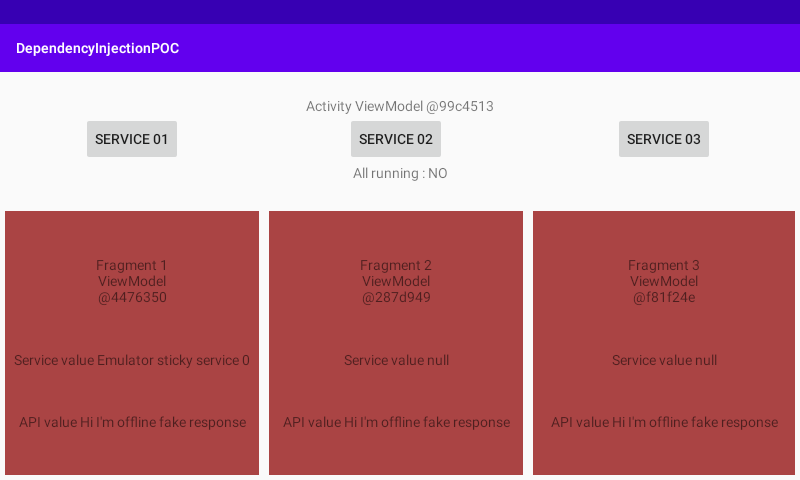 DependencyInjectionPOC
Activity ViewModel @99c4513
SERVICE 01
SERVICE 02
SERVICE 03
All running : NO
Fragment 1
ViewModel
@4476350
Service value Emulator sticky service 0
API value Hi I'm offline fake response
Fragment 2
ViewModel
@287d949
Service value null
API value Hi I'm offline fake response
Fragment 3
ViewModel
@f81f24e
Service value null
API value Hi I'm offline fake response